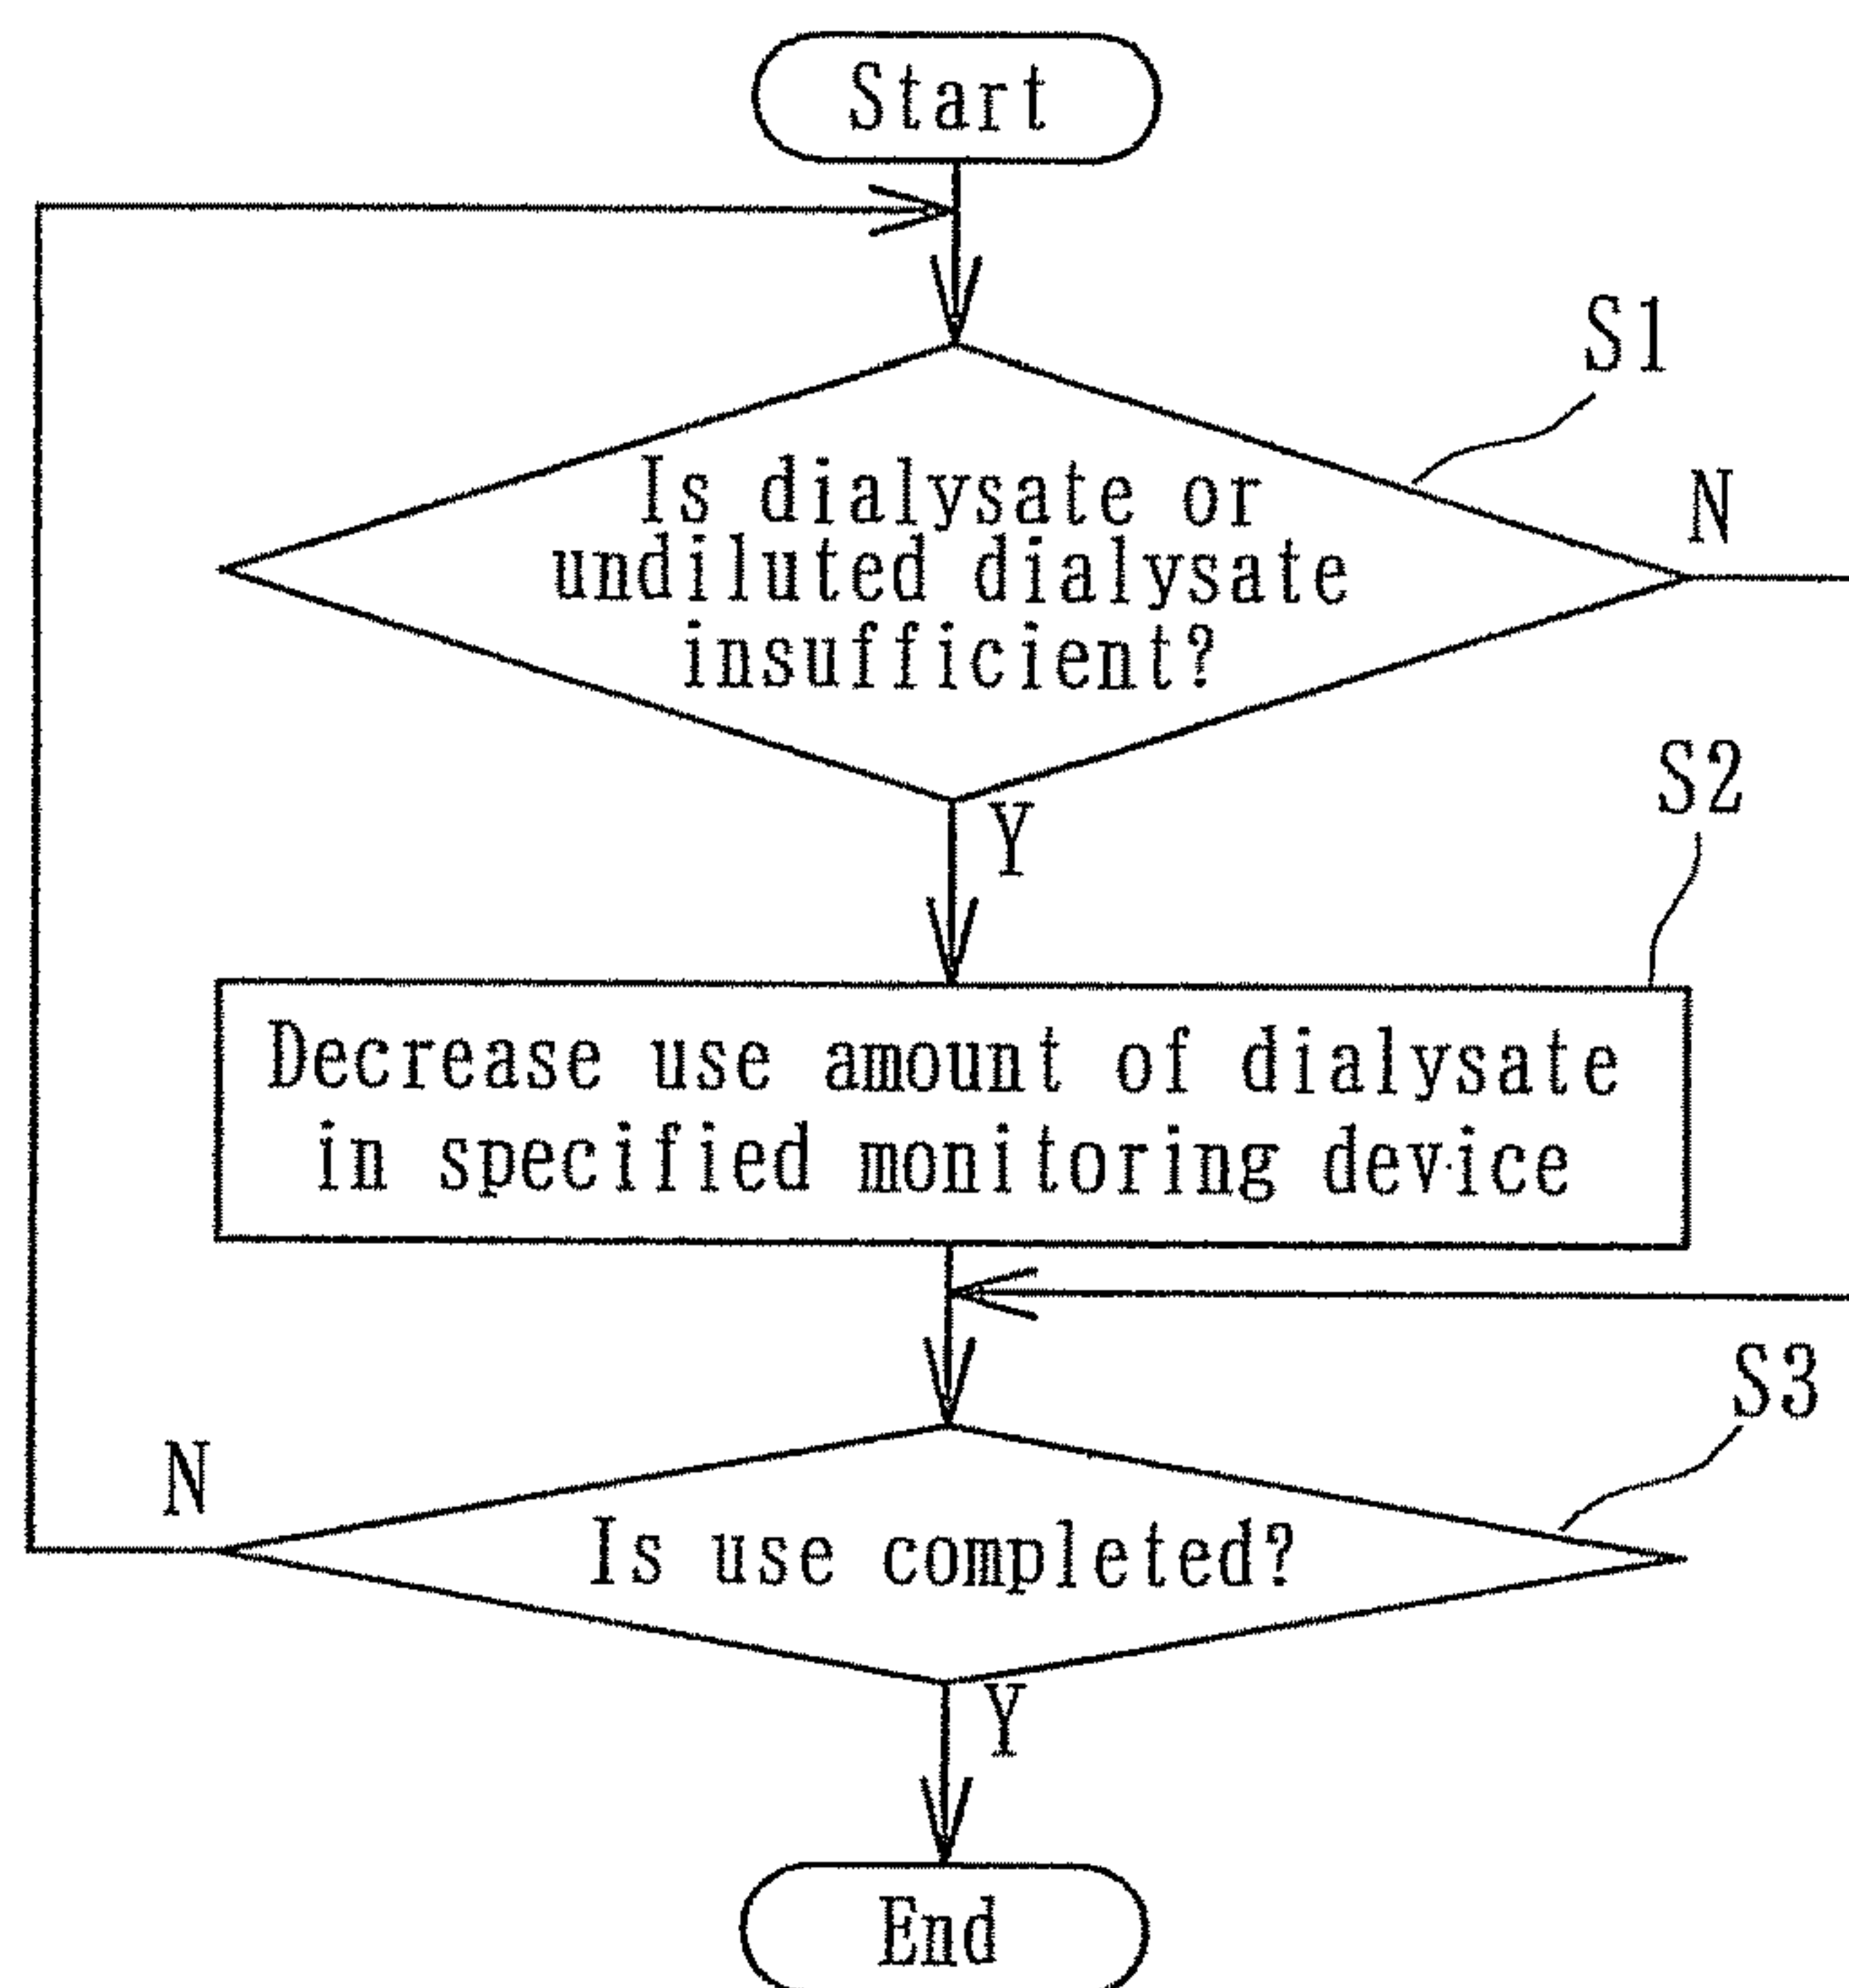 Start
S1
Is dialysate or
undiluted dialysate
insufficient?
N
Y
S2
Decrease use amount of dialysate
in specified monitoring device
S3
N
Is use completed?
Y
End